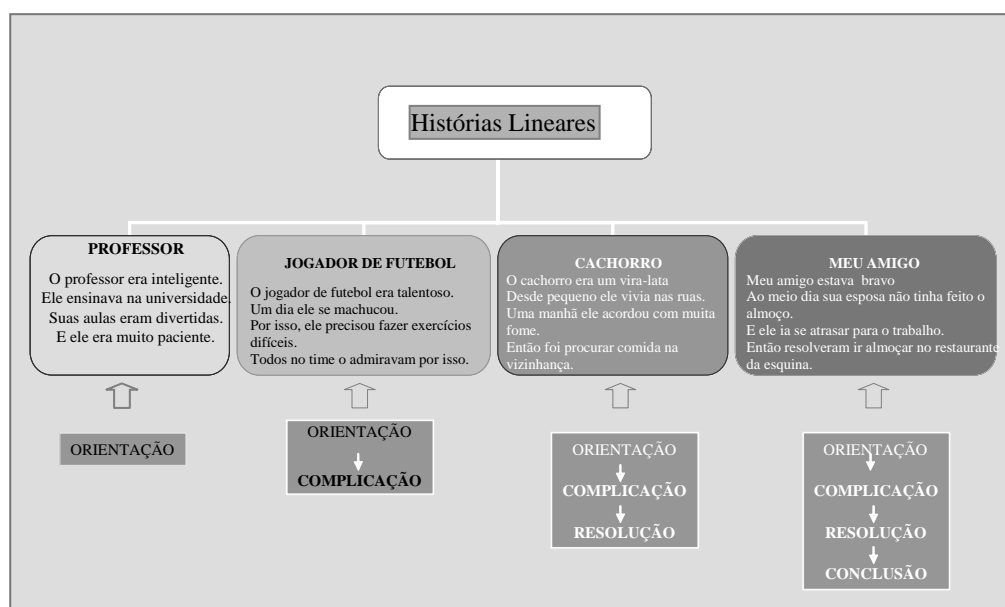 Histórias Lineares
PROFESSOR
O professor era inteligente.
Ele ensinava na universidade.
Suas aulas eram divertidas.
E ele era muito paciente.
JOGADOR DE FUTEBOL
O jogador de futebol era talentoso.
Um dia ele se machucou.
Por isso, ele precisou fazer exercícios
difíceis.
Todos no time o admiravam por isso.
CACHORRO
O cachorro era um vira-lata
Desde pequeno ele vivia nas ruas.
Uma manhã ele acordou com muita
fome.
Então foi procurar comida na
vizinhança.
MEU AMIGO
Meu amigo estava bravo
Ao meio dia sua esposa não tinha feito o
almoço.
E ele ia se atrasar para o trabalho.
Então resolveram ir almoçar no restaurante
da esquina.
ORIENTAÇÃO
ORIENTAÇÃO
COMPLICAÇÃO
ORIENTAÇÃO
COMPLICAÇÃO
RESOLUÇÃO
ORIENTAÇÃO
COMPLICAÇÃO
RESOLUÇÃO
CONCLUSÃO